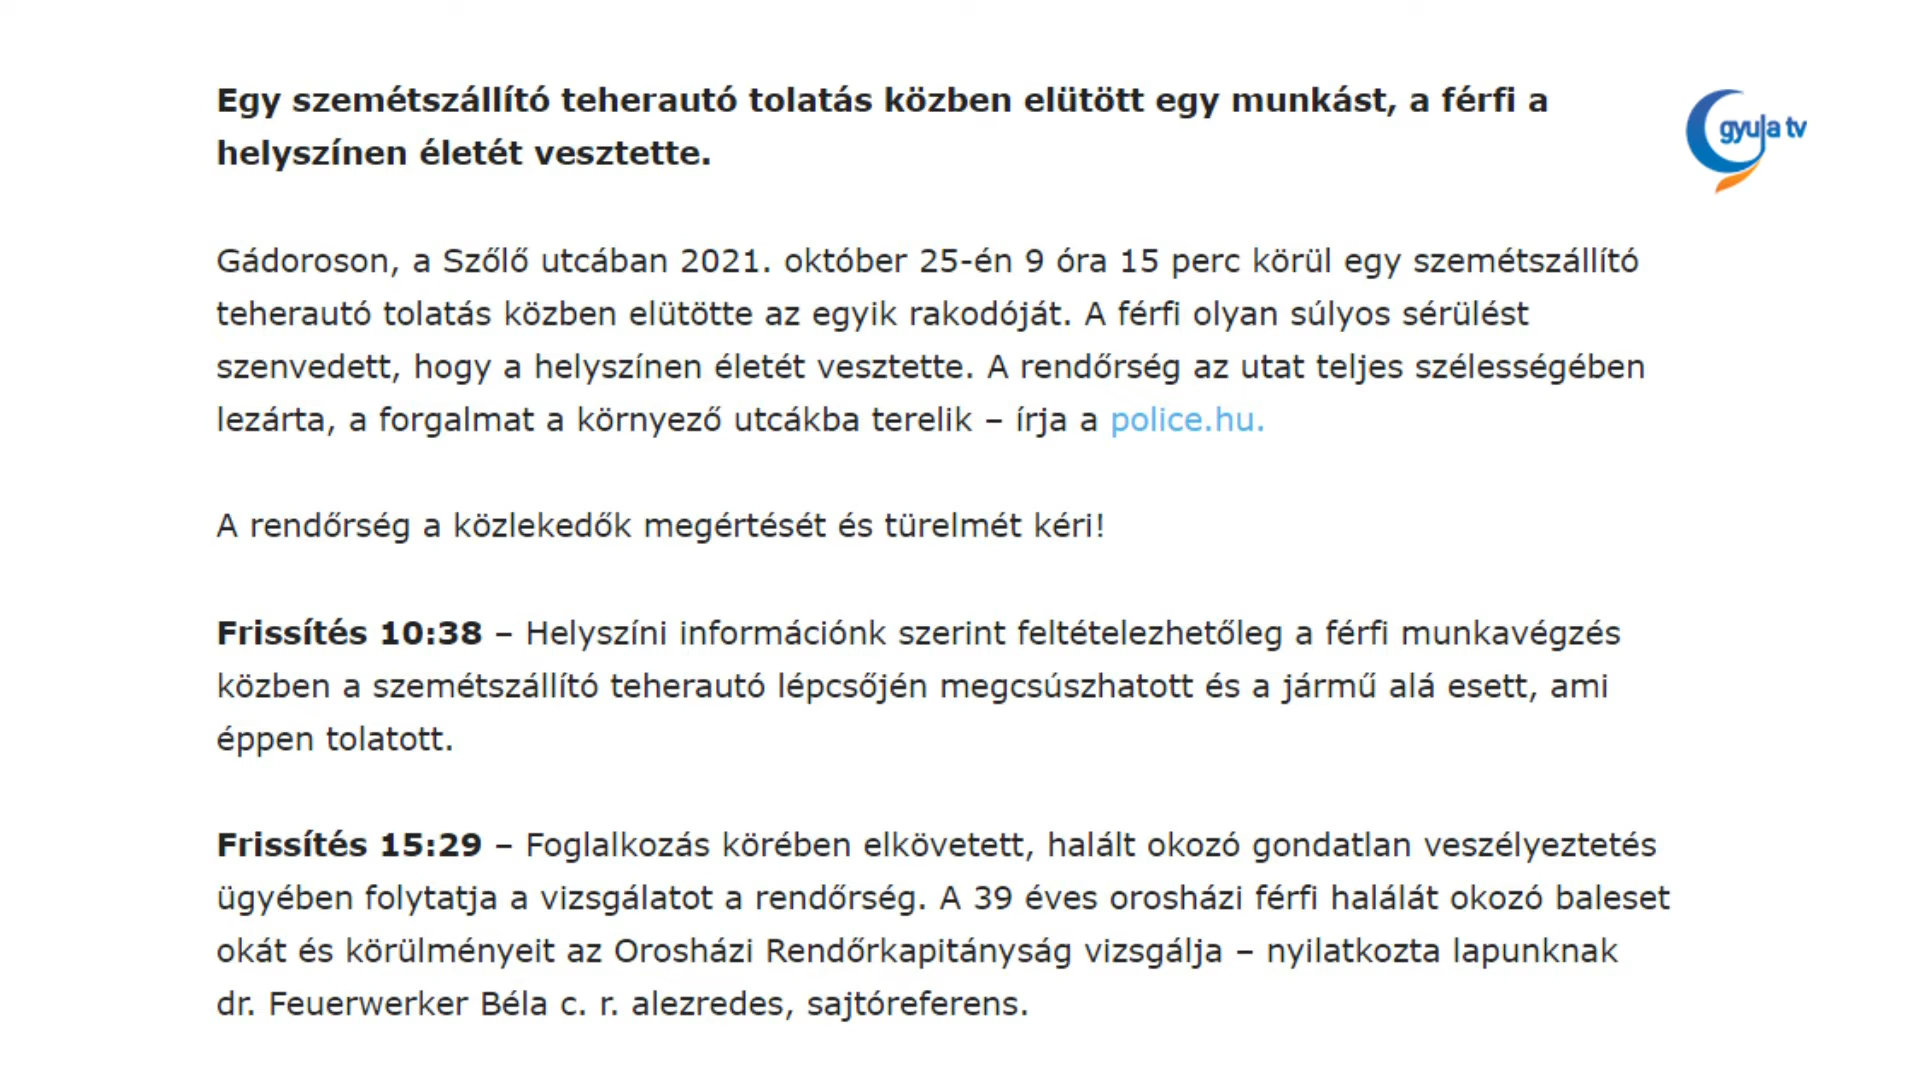 Egy szemétszállító teherautó tolatás közben elütött egy munkást, a férfi a
helyszínen életét vesztette.
gyula tv
Gádoroson, a Szőlő utcában 2021. október 25-én 9 óra 15 perc körül egy szemétszállító
teherautó tolatás közben elütötte az egyik rakodóját. A férfi olyan súlyos sérülést
szenvedett, hogy a helyszínen életét vesztette. A rendőrség az utat teljes szélességében
lezárta, a forgalmat a környező utcákba terelik – írja a police.hu.
A rendőrség a közlekedők megértését és türelmét kéri!
Frissítés 10:38 – Helyszíni információnk szerint feltételezhetőleg a férfi munkavégzés
közben a szemétszállító teherautó lépcsőjén megcsúszhatott és a jármű alá esett, ami
éppen tolatott.
Frissítés 15:29 – Foglalkozás körében elkövetett, halált okozó gondatlan veszélyeztetés
ügyében folytatja a vizsgálatot a rendőrség. A 39 éves orosházi férfi halálát okozó baleset
okát és körülményeit az Orosházi Rendőrkapitányság vizsgálja – nyilatkozta lapunknak
dr. Feuerwerker Béla c. r. alezredes, sajtóreferens.